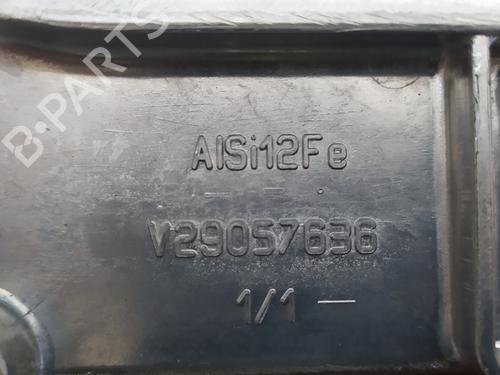 B-PARTS
AlSi12Fe
V29057636
1/1 —